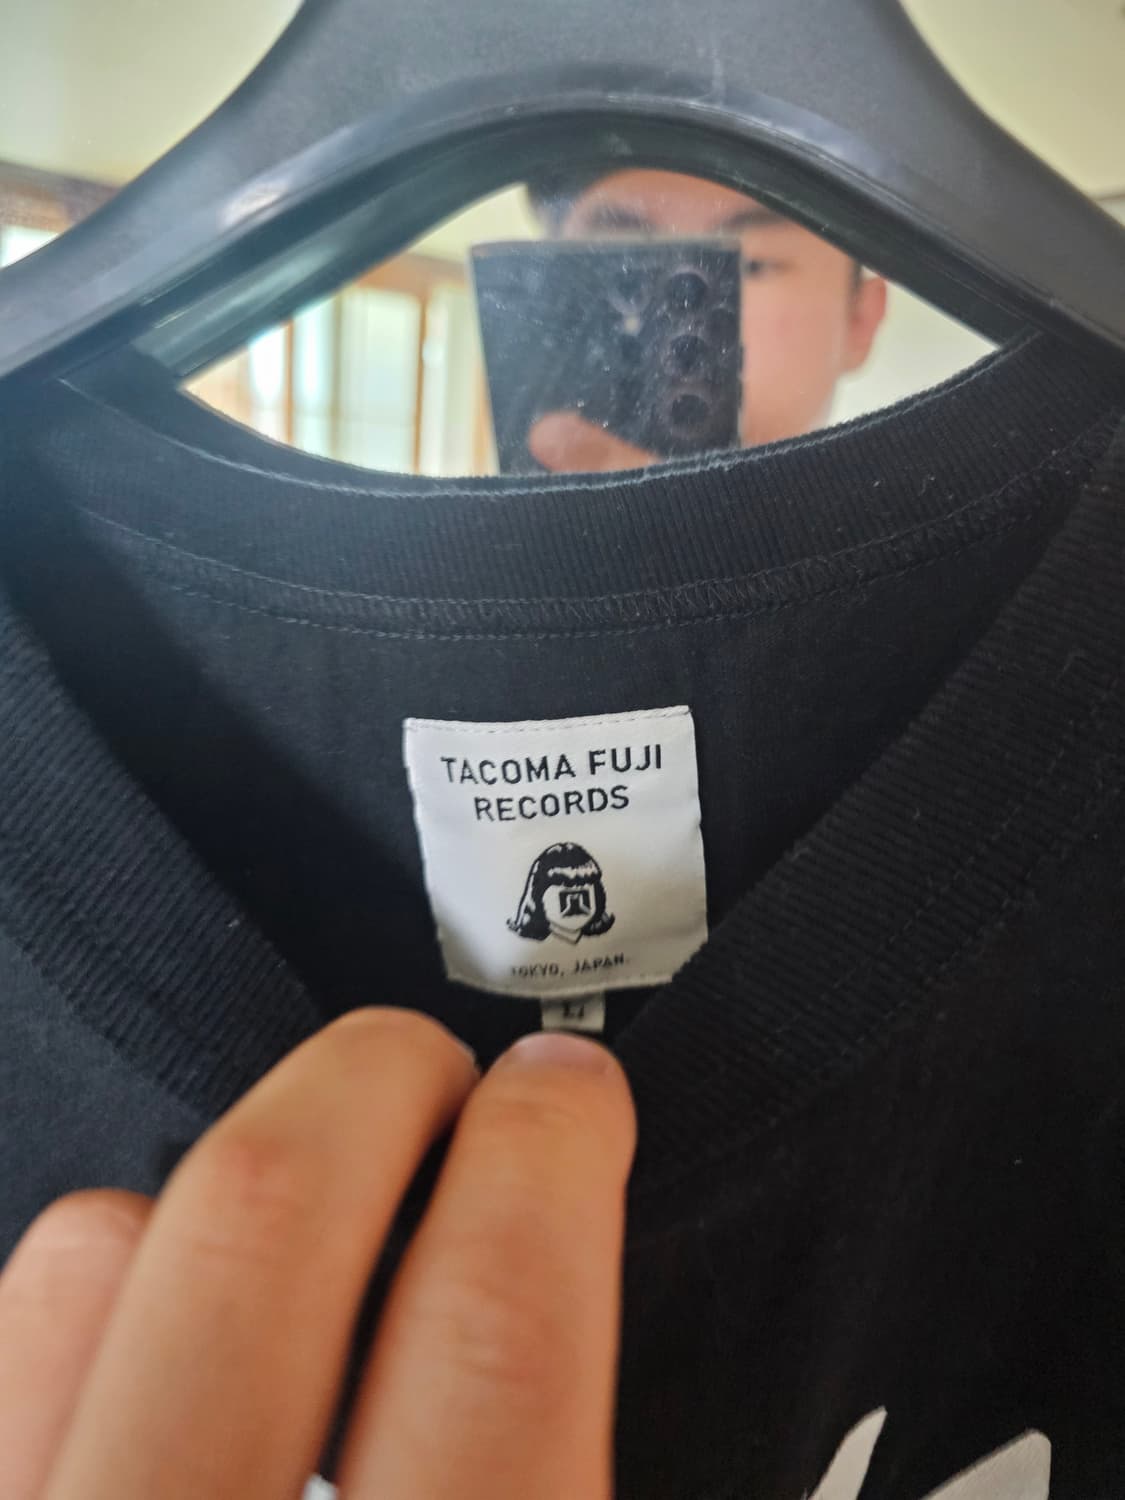 TACOMA FUJI
RECORDS
TOKYO, JAPAN.